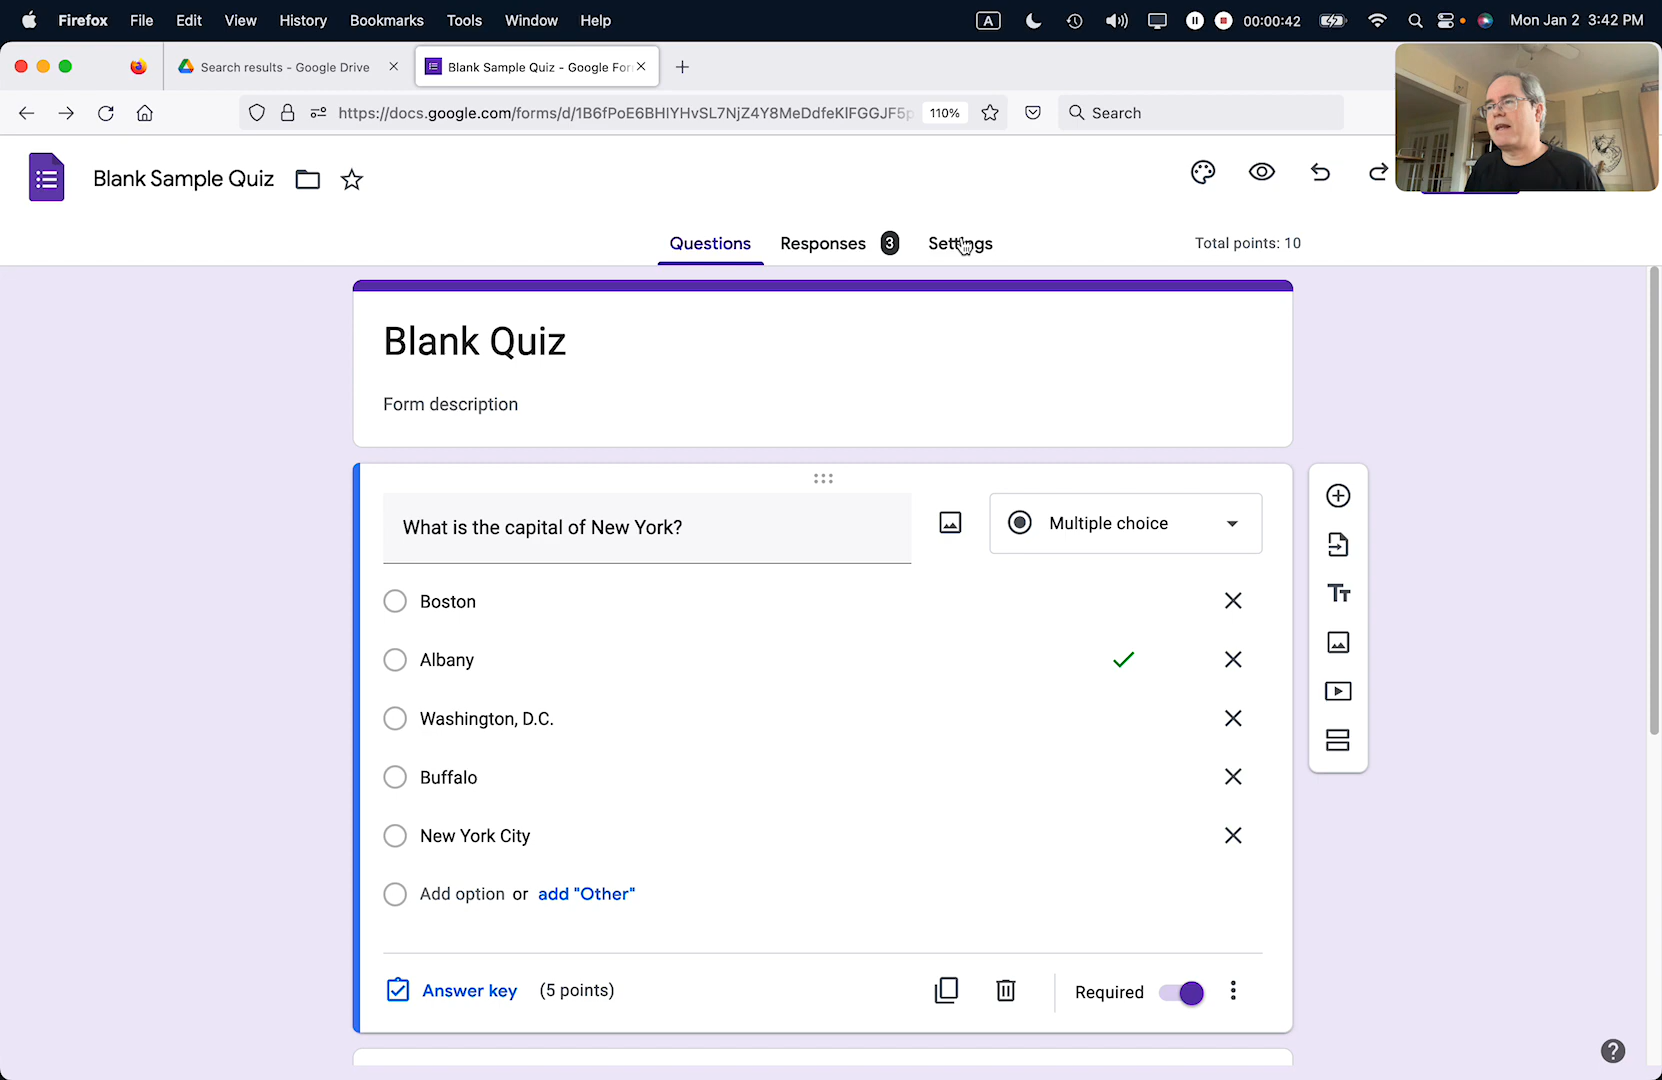 Firefox File Edit View History Bookmarks Tools Window Help A 00:00:42 Mon Jan 2 3:42 PM
Search results - Google Drive Blank Sample Quiz - Google For
https://docs.google.com/forms/d/1B6fPoE6BHIYHvSL7NjZ4Y8MeDdfeKlFGGJF5p 110% Search
Blank Sample Quiz
Questions Responses 3 Settings Total points: 10
Blank Quiz
Form description
What is the capital of New York? Multiple choice
Boston
Albany
Washington, D.C.
Buffalo
New York City
Add option or add "Other"
Answer key (5 points) Required